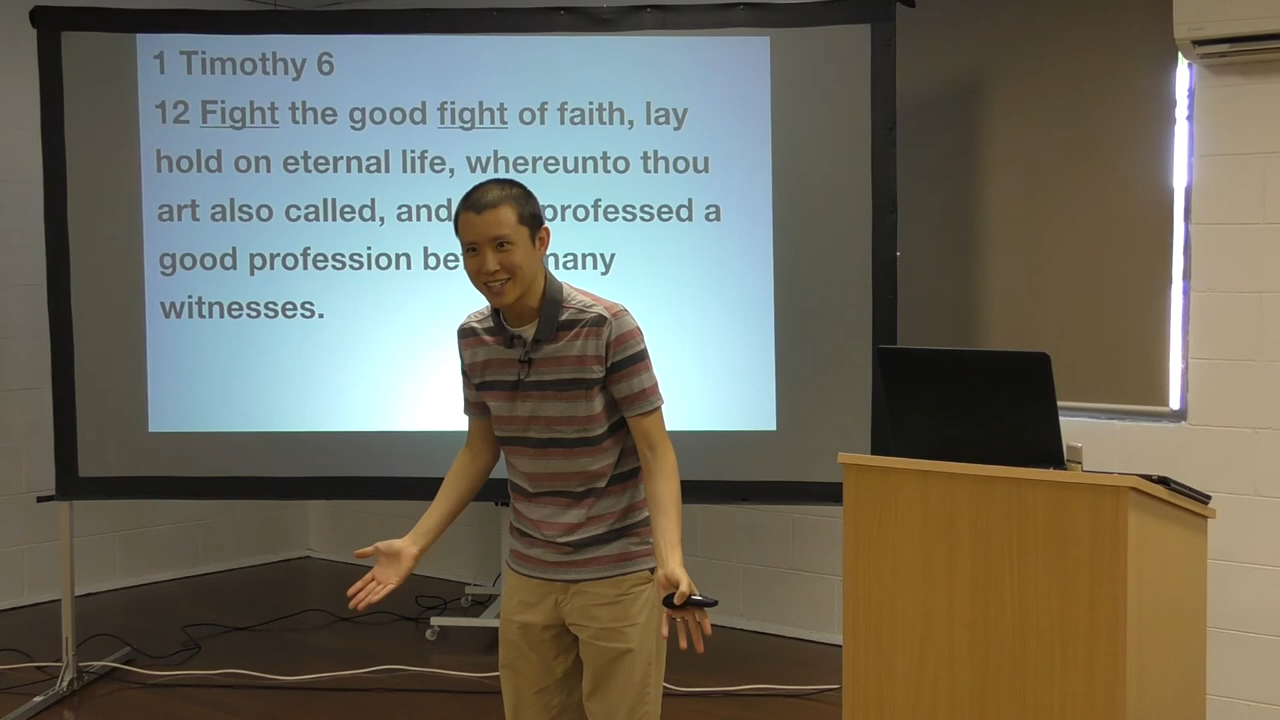 1 Timothy 6
12 Fight the good fight of faith, lay
hold on eternal life, whereunto thou
art also called, and professed a
good profession many
witnesses.